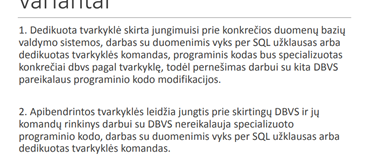 variantai
1. Dedikuota tvarkyklė skirta jungimuisi prie konkrečios duomenų bazių
valdymo sistemos, darbas su duomenimis vyks per SQL užklausas arba
dedikuotas tvarkyklės komandas, programinis kodas bus specializuotas
konkrečiai dbvs pagal tvarkyklę, todėl pernešimas darbui su kita DBVS
pareikalaus programinio kodo modifikacijos.
2. Apibendrintos tvarkyklės leidžia jungtis prie skirtingų DBVS ir jų
komandų rinkinys darbui su DBVS nereikalauja specializuoto
programinio kodo, darbas su duomenimis vyks per SQL užklausas arba
dedikuotas tvarkyklės komandas.